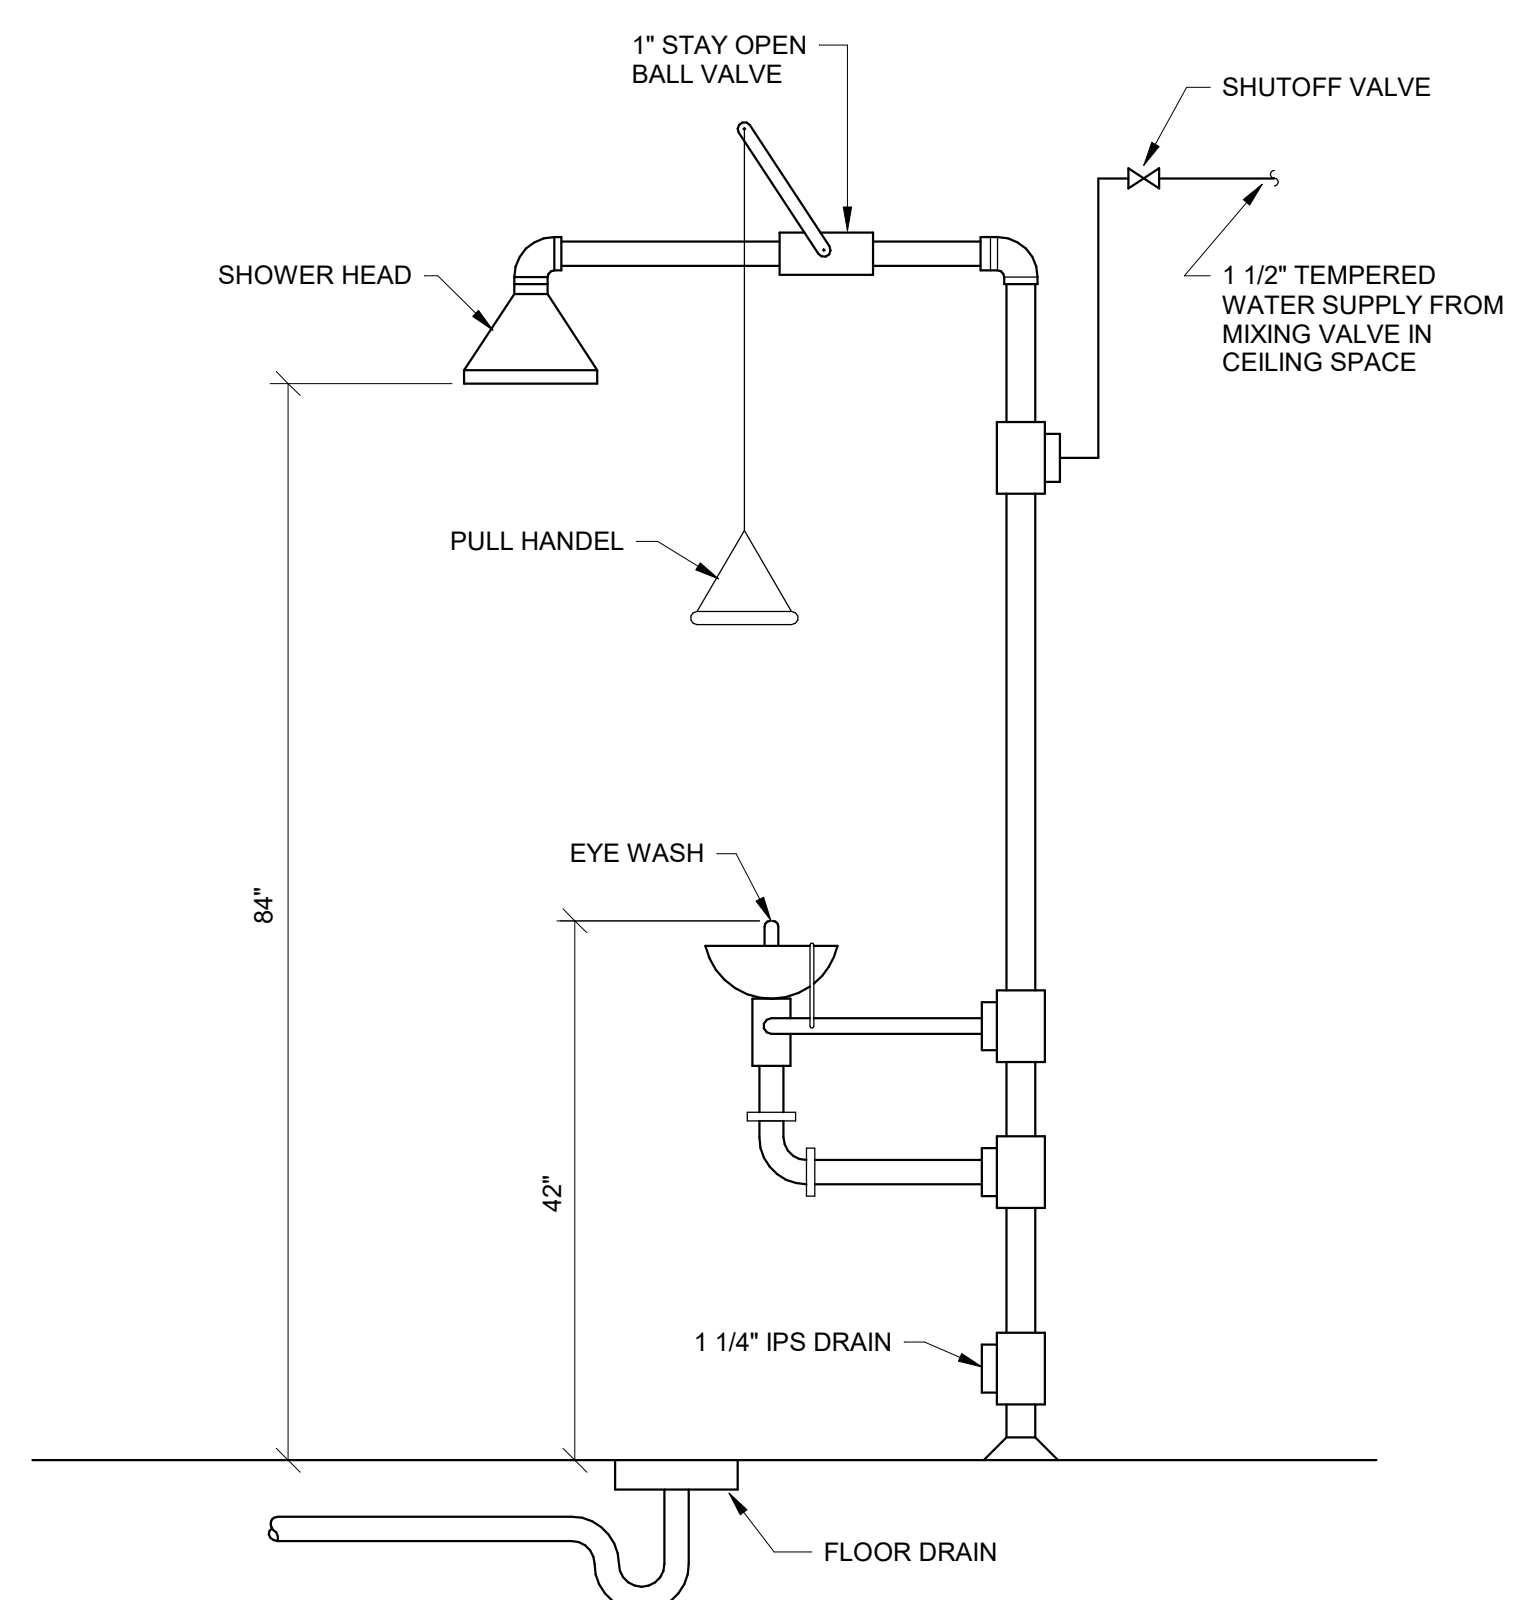 1" STAY OPEN
BALL VALVE
SHUTOFF VALVE
SHOWER HEAD
1 1/2" TEMPERED
WATER SUPPLY FROM
MIXING VALVE IN
CEILING SPACE
PULL HANDEL
EYE WASH
84"
42"
1 1/4" IPS DRAIN
FLOOR DRAIN